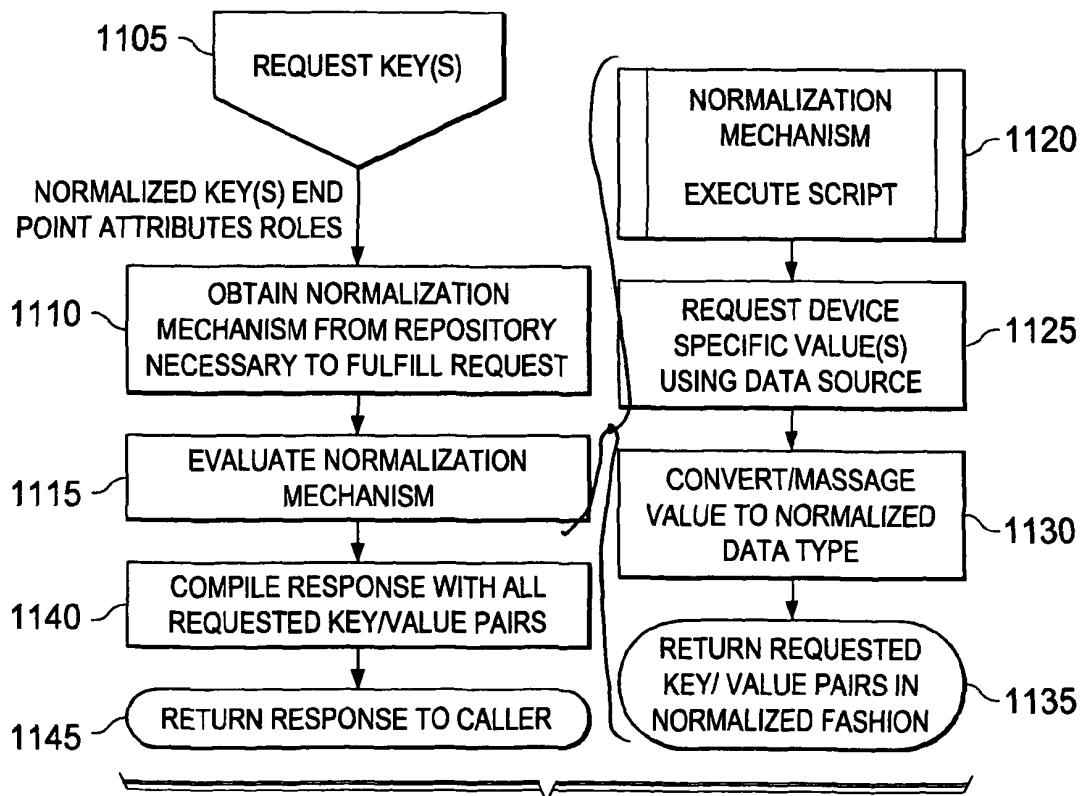 1105
REQUEST KEY(S)
NORMALIZED KEY(S) END
POINT ATTRIBUTES ROLES
1110
OBTAIN NORMALIZATION
MECHANISM FROM REPOSITORY
NECESSARY TO FULFILL REQUEST
1115
EVALUATE NORMALIZATION
MECHANISM
1140
COMPILE RESPONSE WITH ALL
REQUESTED KEY/VALUE PAIRS
1145
RETURN RESPONSE TO CALLER
NORMALIZATION
MECHANISM
EXECUTE SCRIPT
1120
REQUEST DEVICE
SPECIFIC VALUE(S)
USING DATA SOURCE
1125
CONVERT/MASSAGE
VALUE TO NORMALIZED
DATA TYPE
1130
RETURN REQUESTED
KEY/ VALUE PAIRS IN
NORMALIZED FASHION
1135